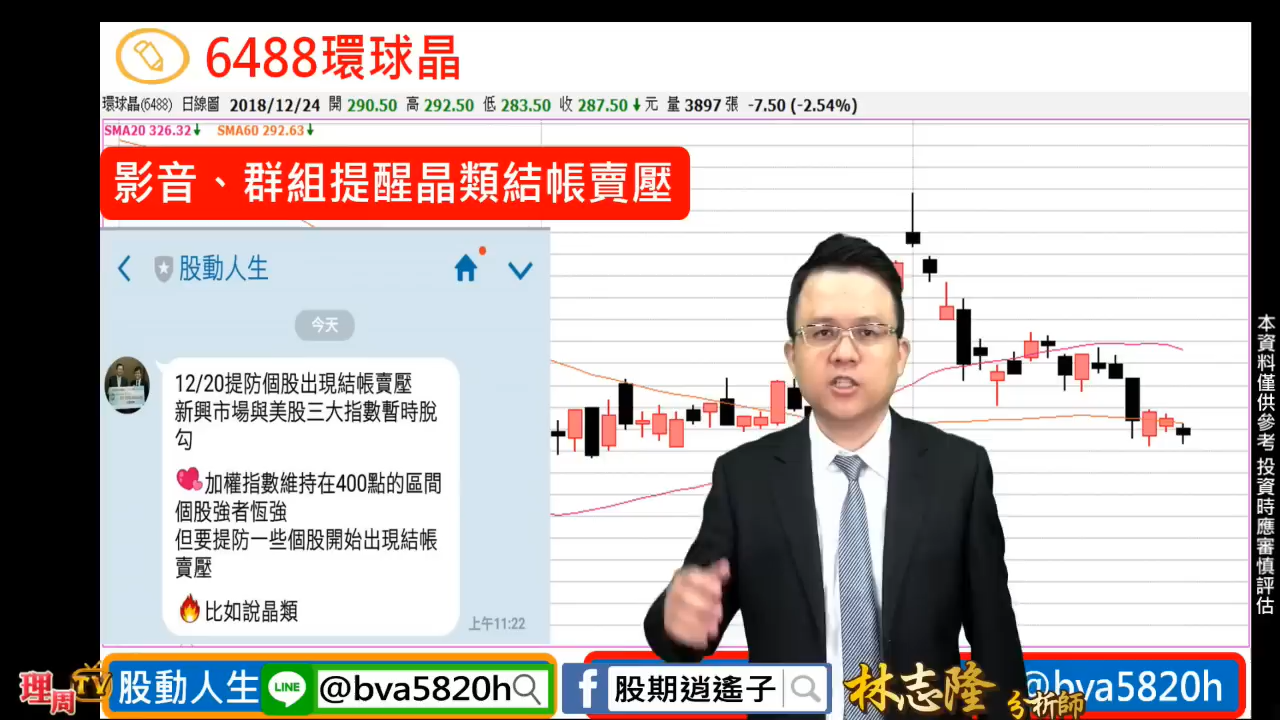 6488環球晶
環球晶(6488) 日線圖 2018/12/24 開 290.50 高 292.50 低 283.50 收 287.50↓元 量 3897 張 -7.50 (-2.54%)
SMA20 326.32↓ SMA60 292.63↓
影音、群組提醒晶類結帳賣壓
股動人生
今天
12/20提防個股出現結帳賣壓
新興市場與美股三大指數暫時脫
勾
加權指數維持在400點的區間
個股強者恆強
但要提防一些個股開始出現結帳
賣壓
比如說晶類
上午11:22
本資料僅供參考 投資時應審慎評估
理周TV
股動人生 LINE @bva5820h
f 股期逍遙子
林志隆 分析師
@bva5820h